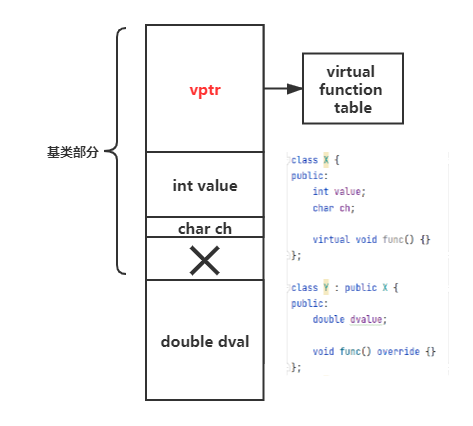 vptr
virtual
function
table
基类部分
int value
char ch
double dval
class X {
public:
int value;
char ch;
virtual void func() {}
};
class Y : public X {
public:
double dvalue;
void func() override {}
};